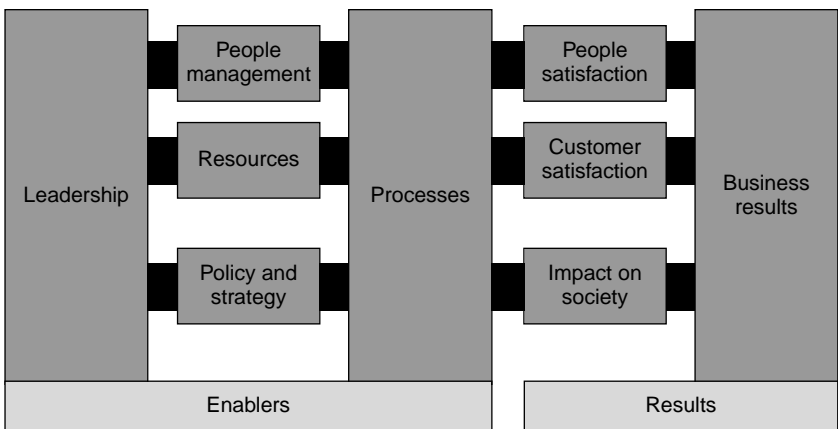 People
management
People
satisfaction
Resources
Customer
satisfaction
Leadership
Processes
Business
results
Policy and
strategy
Impact on
society
Enablers
Results